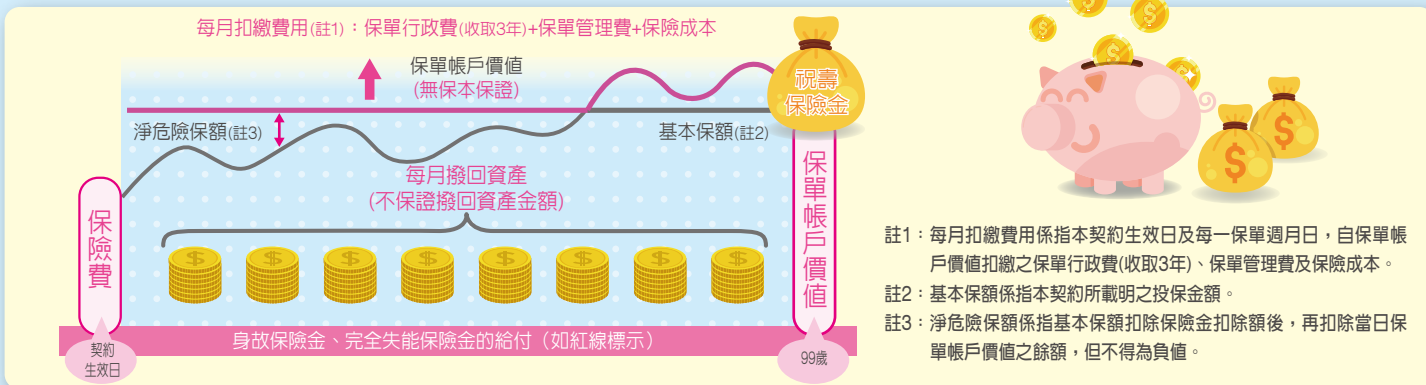 每月扣繳費用(註1)：保單行政費(收取3年)+保單管理費+保險成本
保單帳戶價值
(無保本保證)
祝壽
保險金
淨危險保額(註3)
基本保額(註2)
每月撥回資產
(不保證撥回資產金額)
保險費
保單帳戶價值
身故保險金、完全失能保險金的給付（如紅線標示）
契約
生效日
99歲
註1：每月扣繳費用係指本契約生效日及每一保單週月日，自保單帳
戶價值扣繳之保單行政費(收取3年)、保單管理費及保險成本。
註2：基本保額係指本契約所載明之投保金額。
註3：淨危險保額係指基本保額扣除保險金扣除額後，再扣除當日保
單帳戶價值之餘額，但不得為負值。